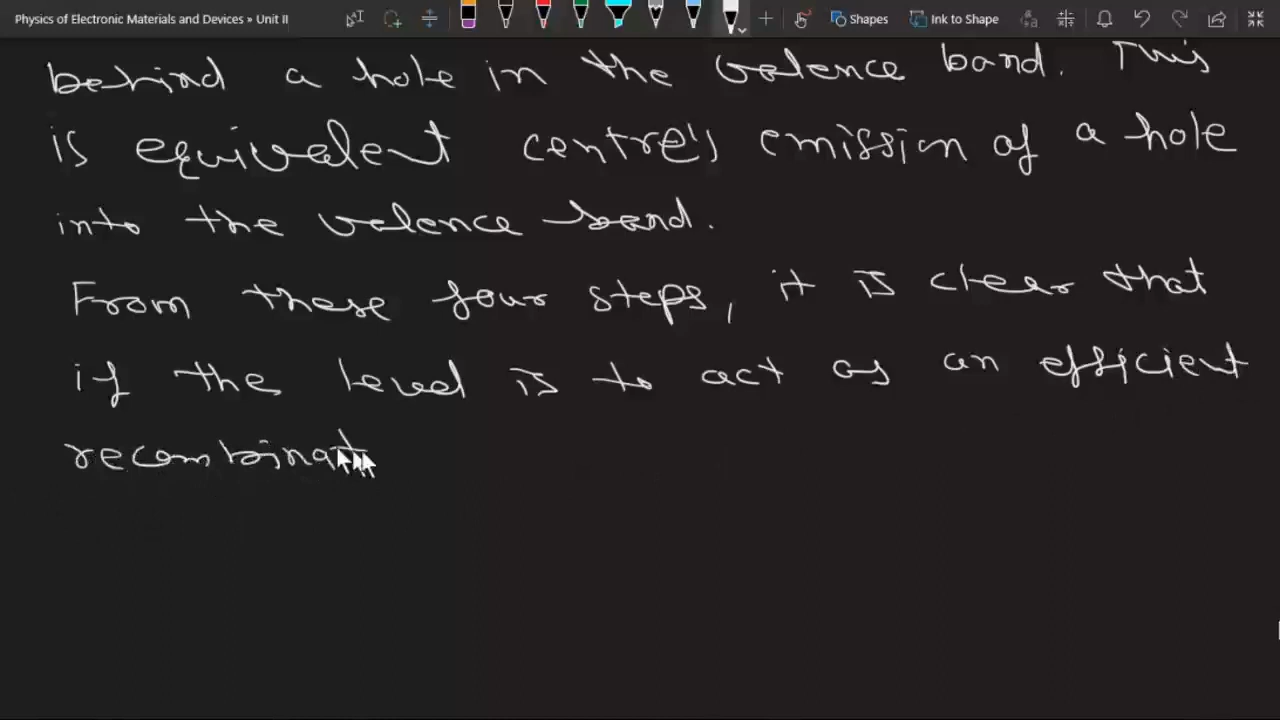 Physics of Electronic Materials and Devices » Unit II
Shapes
Ink to Shape
behind a hole in the valence band. This
is equivalent centre's emission of a hole
into the valence band.
From these four steps, it is clear that
if the level is to act as an efficient
recombinat